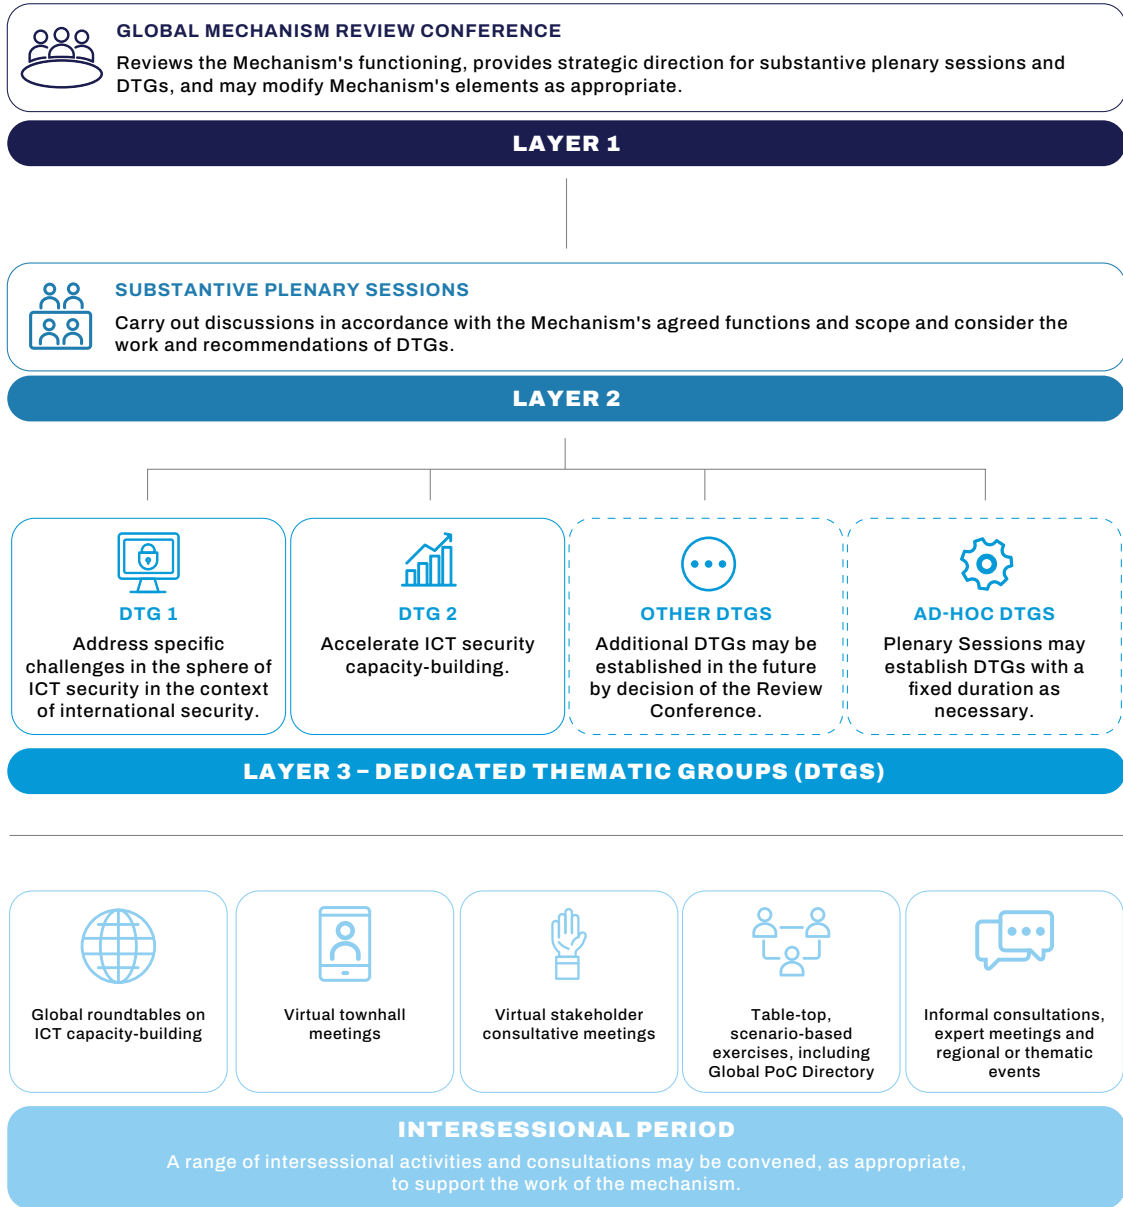 GLOBAL MECHANISM REVIEW CONFERENCE
Reviews the Mechanism's functioning, provides strategic direction for substantive plenary sessions and
DTGs, and may modify Mechanism's elements as appropriate.
LAYER 1
SUBSTANTIVE PLENARY SESSIONS
Carry out discussions in accordance with the Mechanism's agreed functions and scope and consider the
work and recommendations of DTGs.
LAYER 2
DTG 1
Address specific
challenges in the sphere of
ICT security in the context
of international security.
DTG 2
Accelerate ICT security
capacity-building.
OTHER DTGS
Additional DTGs may be
established in the future
by decision of the Review
Conference.
AD-HOC DTGS
Plenary Sessions may
establish DTGs with a
fixed duration as
necessary.
LAYER 3 – DEDICATED THEMATIC GROUPS (DTGS)
Global roundtables on
ICT capacity-building
Virtual townhall
meetings
Virtual stakeholder
consultative meetings
Table-top,
scenario-based
exercises, including
Global PoC Directory
Informal consultations,
expert meetings and
regional or thematic
events
INTERSESSIONAL PERIOD
A range of intersessional activities and consultations may be convened, as appropriate,
to support the work of the mechanism.